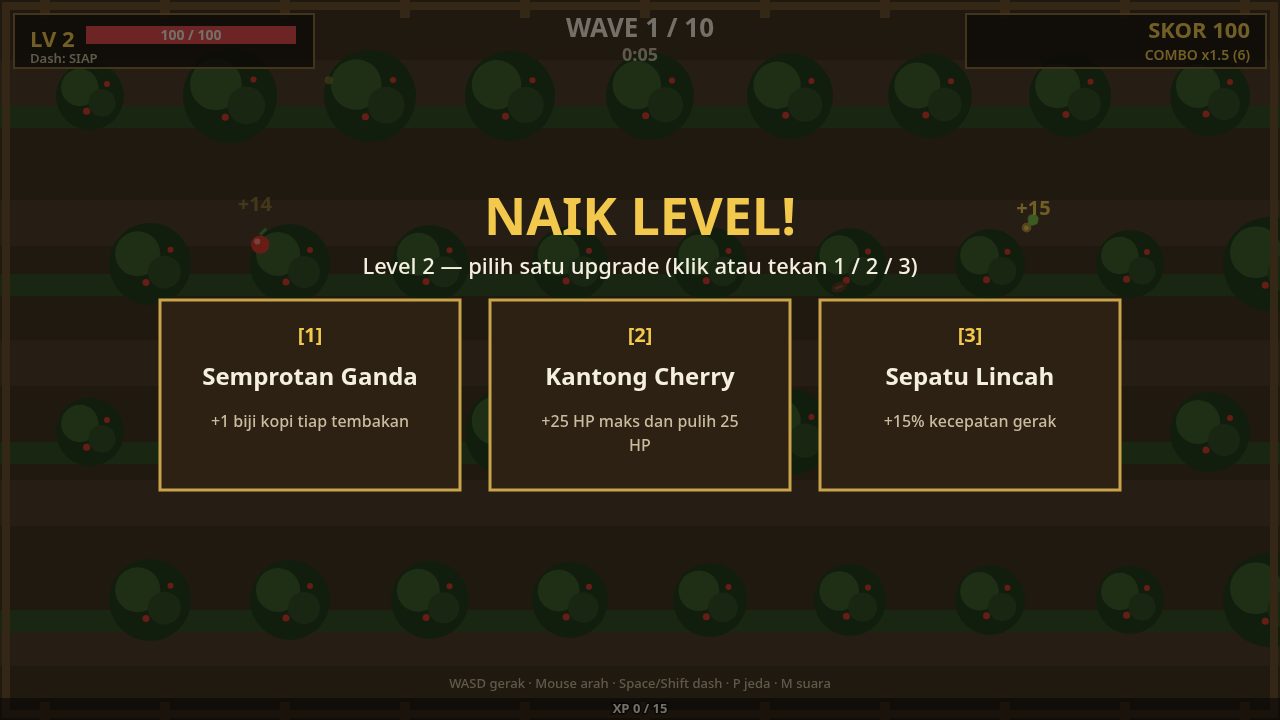 LV 2
100 / 100
Dash: SIAP
WAVE 1 / 10
0:05
SKOR 100
COMBO x1.5 (6)
+14
+15
NAIK LEVEL!
Level 2 — pilih satu upgrade (klik atau tekan 1 / 2 / 3)
[1]
Semprotan Ganda
+1 biji kopi tiap tembakan
[2]
Kantong Cherry
+25 HP maks dan pulih 25
HP
[3]
Sepatu Lincah
+15% kecepatan gerak
WASD gerak · Mouse arah · Space/Shift dash · P jeda · M suara
XP 0 / 15